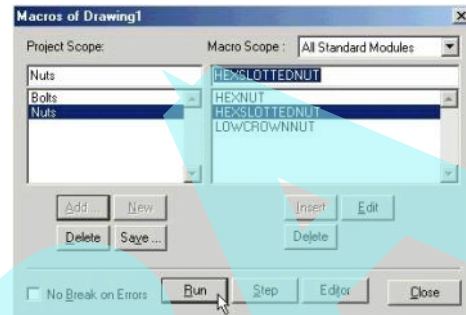 Macros of Drawing1
Project Scope: Macro Scope : All Standard Modules
Nuts HEXSLOTTEDNUT
Bolts HEXNUT
Nuts HEXSLOTTEDNUT
LOWCROWNNUT
Add ... New Insert Edit
Delete Save ... Delete
No Break on Errors Run Step Editor Close